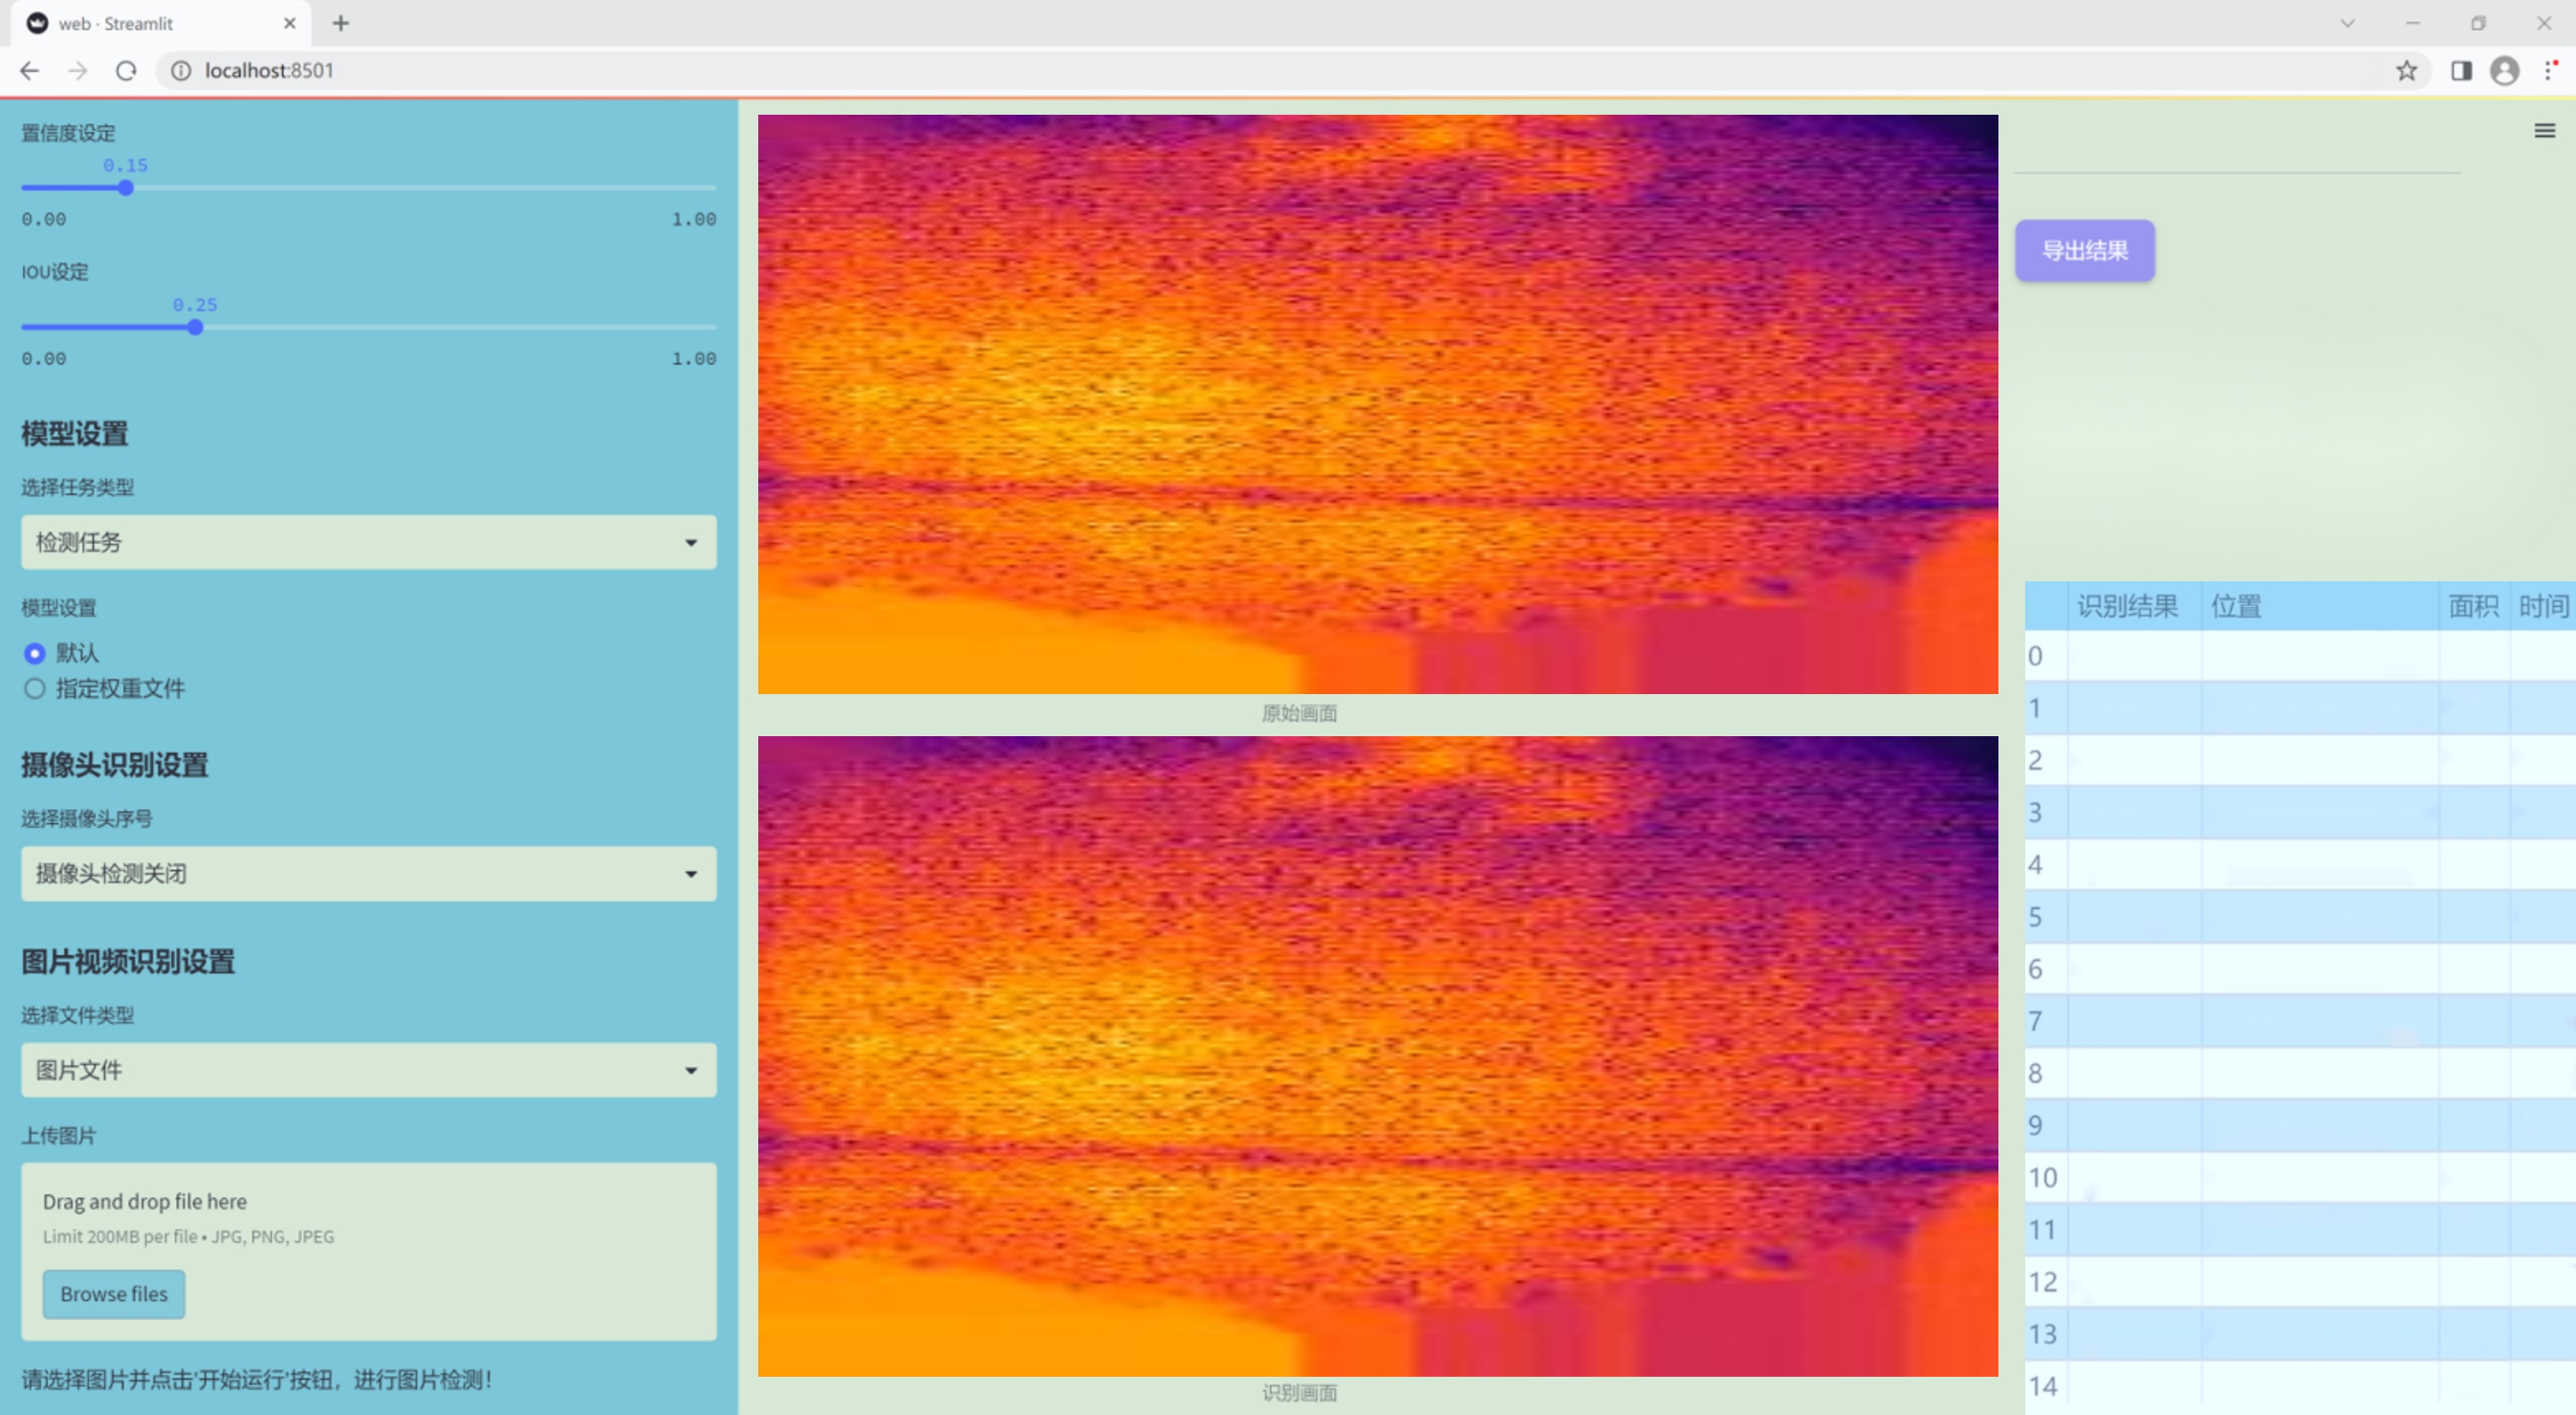 web · Streamlit
localhost:8501
置信度设定
0.15
0.00 1.00
IOU设定
0.25
0.00 1.00
模型设置
选择任务类型
检测任务
模型设置
默认
指定权重文件
摄像头识别设置
选择摄像头序号
摄像头检测关闭
图片视频识别设置
选择文件类型
图片文件
上传图片
Drag and drop file here
Limit 200MB per file • JPG, PNG, JPEG
Browse files
请选择图片并点击'开始运行'按钮，进行图片检测！
原始画面
识别画面
导出结果
识别结果 位置 面积 时间
0
1
2
3
4
5
6
7
8
9
10
11
12
13
14